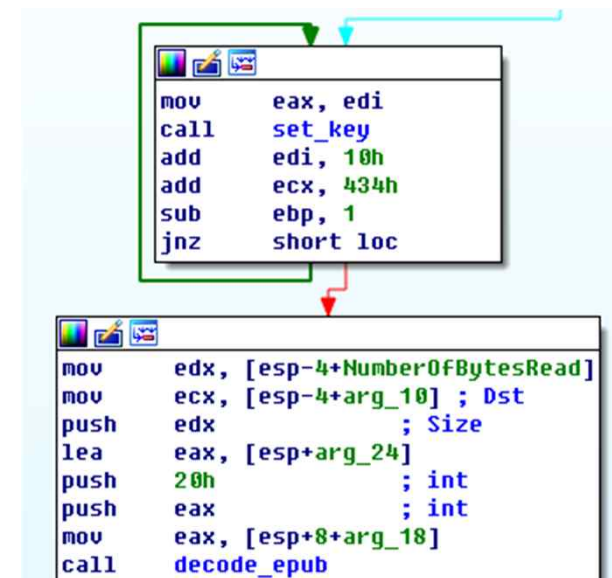 mov eax, edi
call set_key
add edi, 10h
add ecx, 434h
sub ebp, 1
jnz short loc
mov edx, [esp-4+NumberOfBytesRead]
mov ecx, [esp-4+arg_10] ; Dst
push edx ; Size
lea eax, [esp+arg_24]
push 20h ; int
push eax ; int
mov eax, [esp+8+arg_18]
call decode_epub